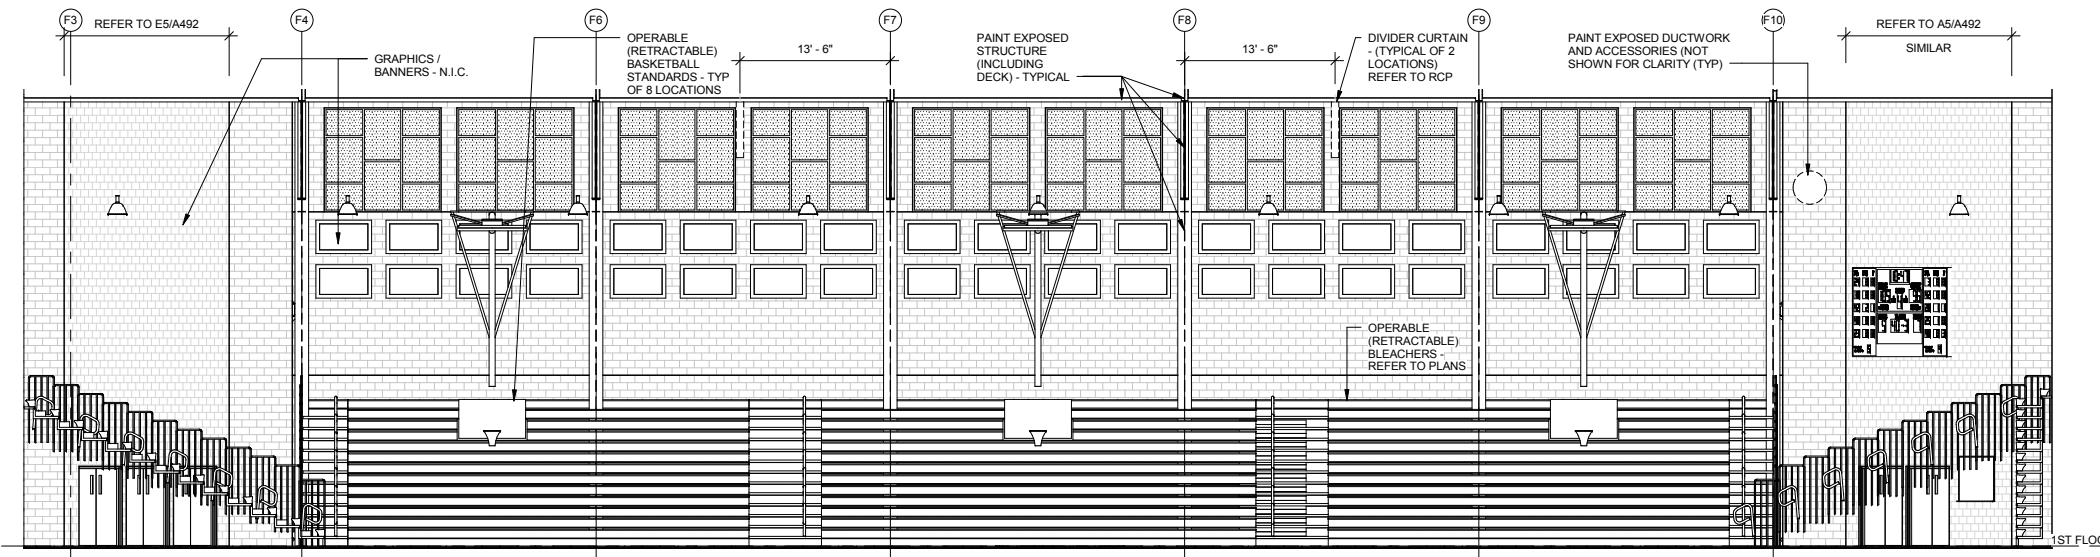 F3
REFER TO E5/A492
F4
F6
F7
F8
F9
F10
REFER TO A5/A492
SIMILAR
GRAPHICS /
BANNERS - N.I.C.
OPERABLE
(RETRACTABLE)
BASKETBALL
STANDARDS - TYP
OF 8 LOCATIONS
13' - 6"
PAINT EXPOSED
STRUCTURE
(INCLUDING
DECK) - TYPICAL
13' - 6"
DIVIDER CURTAIN
- (TYPICAL OF 2
LOCATIONS)
REFER TO RCP
PAINT EXPOSED DUCTWORK
AND ACCESSORIES (NOT
SHOWN FOR CLARITY (TYP)
OPERABLE
(RETRACTABLE)
BLEACHERS -
REFER TO PLANS
1ST FLO